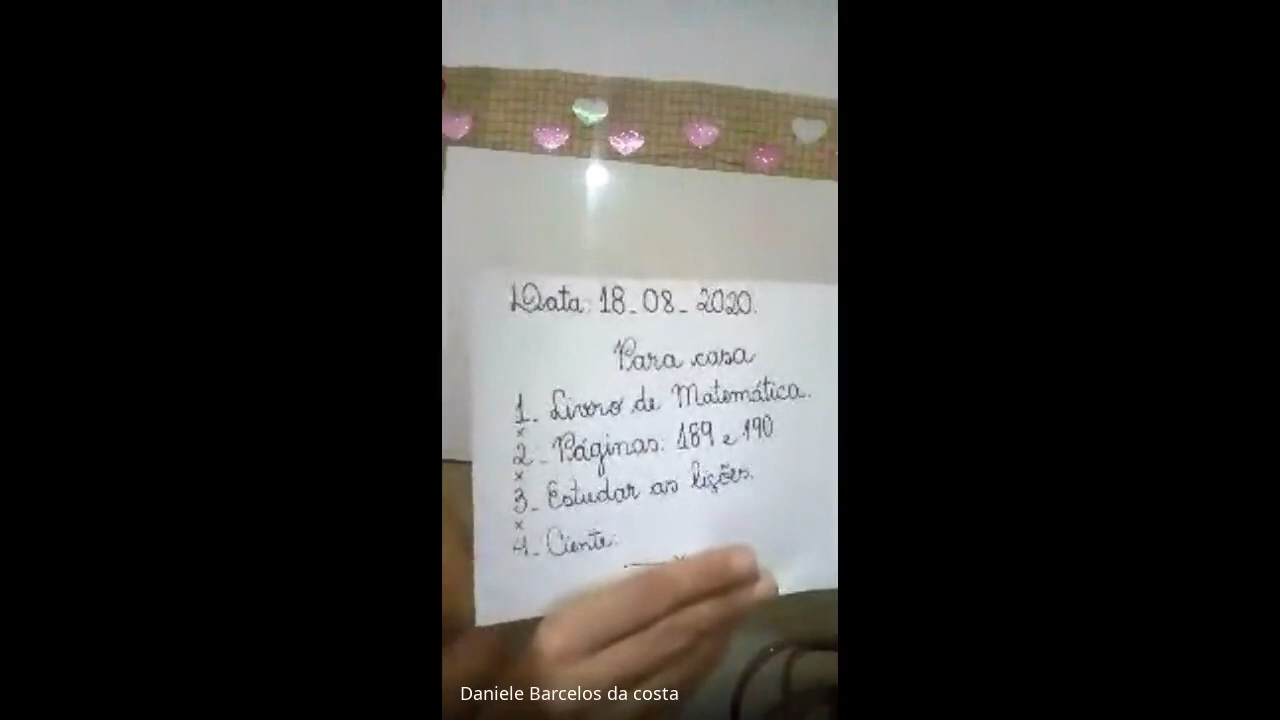 Data: 18-08-2020.
Para casa
1- Livro de Matemática.
x
2- Páginas: 189 e 190
x
3- Estudar as lições.
x
4- Ciente:
x
Daniele Barcelos da costa